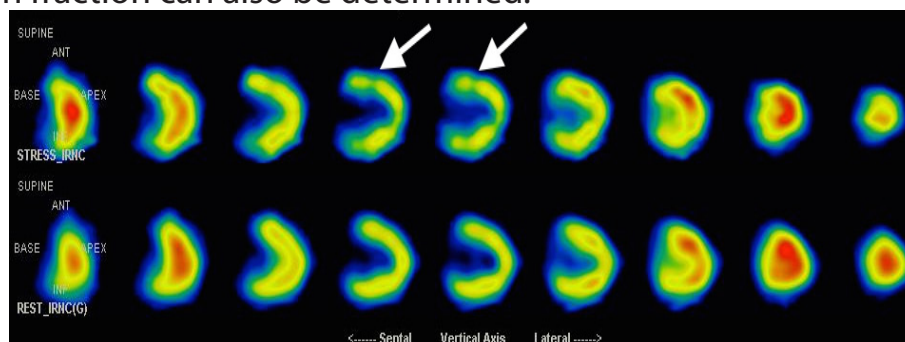 n fraction can also be determined.
SUPINE
ANT
BASE APEX
INF
STRESS_IRNC
SUPINE
ANT
BASE APEX
INF
REST_IRNC(G)
<------ Septal Vertical Axis Lateral ------>